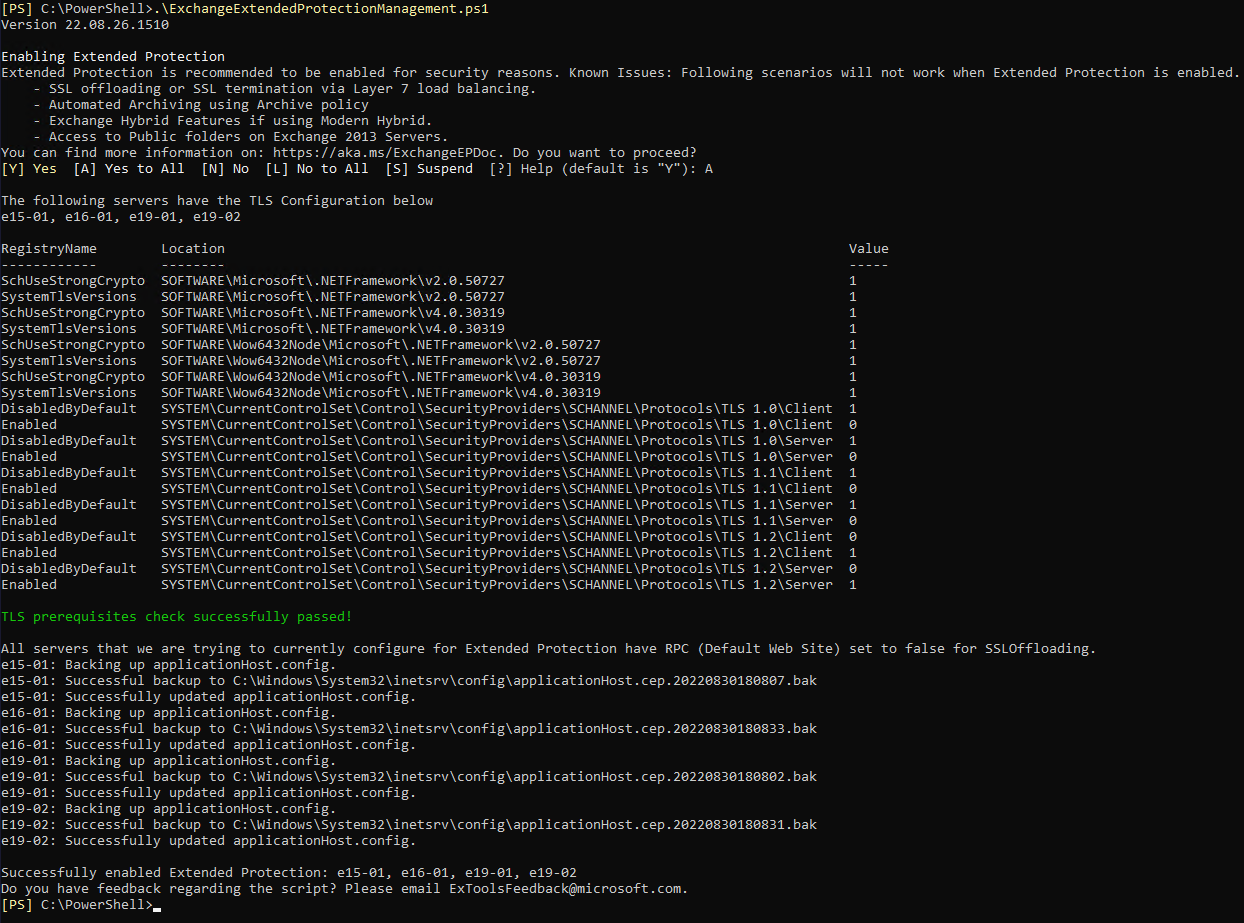 [PS] C:\PowerShell>.\ExchangeExtendedProtectionManagement.ps1
Version 22.08.26.1510
Enabling Extended Protection
Extended Protection is recommended to be enabled for security reasons. Known Issues: Following scenarios will not work when Extended Protection is enabled.
    - SSL offloading or SSL termination via Layer 7 load balancing.
    - Automated Archiving using Archive policy
    - Exchange Hybrid Features if using Modern Hybrid.
    - Access to Public folders on Exchange 2013 Servers.
You can find more information on: https://aka.ms/ExchangeEPDoc. Do you want to proceed?
[Y] Yes  [A] Yes to All  [N] No  [L] No to All  [S] Suspend  [?] Help (default is "Y"): A
The following servers have the TLS Configuration below
e15-01, e16-01, e19-01, e19-02
RegistryName        Location        Value
------------        --------        -----
SchUseStrongCrypto  SOFTWARE\Microsoft\.NETFramework\v2.0.50727  1
SystemTlsVersions   SOFTWARE\Microsoft\.NETFramework\v2.0.50727  1
SchUseStrongCrypto  SOFTWARE\Microsoft\.NETFramework\v4.0.30319  1
SystemTlsVersions   SOFTWARE\Microsoft\.NETFramework\v4.0.30319  1
SchUseStrongCrypto  SOFTWARE\Wow6432Node\Microsoft\.NETFramework\v2.0.50727  1
SystemTlsVersions   SOFTWARE\Wow6432Node\Microsoft\.NETFramework\v2.0.50727  1
SchUseStrongCrypto  SOFTWARE\Wow6432Node\Microsoft\.NETFramework\v4.0.30319  1
SystemTlsVersions   SOFTWARE\Wow6432Node\Microsoft\.NETFramework\v4.0.30319  1
DisabledByDefault   SYSTEM\CurrentControlSet\Control\SecurityProviders\SCHANNEL\Protocols\TLS 1.0\Client  1
Enabled             SYSTEM\CurrentControlSet\Control\SecurityProviders\SCHANNEL\Protocols\TLS 1.0\Client  0
DisabledByDefault   SYSTEM\CurrentControlSet\Control\SecurityProviders\SCHANNEL\Protocols\TLS 1.0\Server  1
Enabled             SYSTEM\CurrentControlSet\Control\SecurityProviders\SCHANNEL\Protocols\TLS 1.0\Server  0
DisabledByDefault   SYSTEM\CurrentControlSet\Control\SecurityProviders\SCHANNEL\Protocols\TLS 1.1\Client  1
Enabled             SYSTEM\CurrentControlSet\Control\SecurityProviders\SCHANNEL\Protocols\TLS 1.1\Client  0
DisabledByDefault   SYSTEM\CurrentControlSet\Control\SecurityProviders\SCHANNEL\Protocols\TLS 1.1\Server  1
Enabled             SYSTEM\CurrentControlSet\Control\SecurityProviders\SCHANNEL\Protocols\TLS 1.1\Server  0
DisabledByDefault   SYSTEM\CurrentControlSet\Control\SecurityProviders\SCHANNEL\Protocols\TLS 1.2\Client  0
Enabled             SYSTEM\CurrentControlSet\Control\SecurityProviders\SCHANNEL\Protocols\TLS 1.2\Client  1
DisabledByDefault   SYSTEM\CurrentControlSet\Control\SecurityProviders\SCHANNEL\Protocols\TLS 1.2\Server  0
Enabled             SYSTEM\CurrentControlSet\Control\SecurityProviders\SCHANNEL\Protocols\TLS 1.2\Server  1
TLS prerequisites check successfully passed!
All servers that we are trying to currently configure for Extended Protection have RPC (Default Web Site) set to false for SSLOffloading.
e15-01: Backing up applicationHost.config.
e15-01: Successful backup to C:\Windows\System32\inetsrv\config\applicationHost.cep.20220830180807.bak
e15-01: Successfully updated applicationHost.config.
e16-01: Backing up applicationHost.config.
e16-01: Successful backup to C:\Windows\System32\inetsrv\config\applicationHost.cep.20220830180833.bak
e16-01: Successfully updated applicationHost.config.
e19-01: Backing up applicationHost.config.
e19-01: Successful backup to C:\Windows\System32\inetsrv\config\applicationHost.cep.20220830180802.bak
e19-01: Successfully updated applicationHost.config.
e19-02: Backing up applicationHost.config.
E19-02: Successful backup to C:\Windows\System32\inetsrv\config\applicationHost.cep.20220830180831.bak
e19-02: Successfully updated applicationHost.config.
Successfully enabled Extended Protection: e15-01, e16-01, e19-01, e19-02
Do you have feedback regarding the script? Please email ExToolsFeedback@microsoft.com.
[PS] C:\PowerShell>